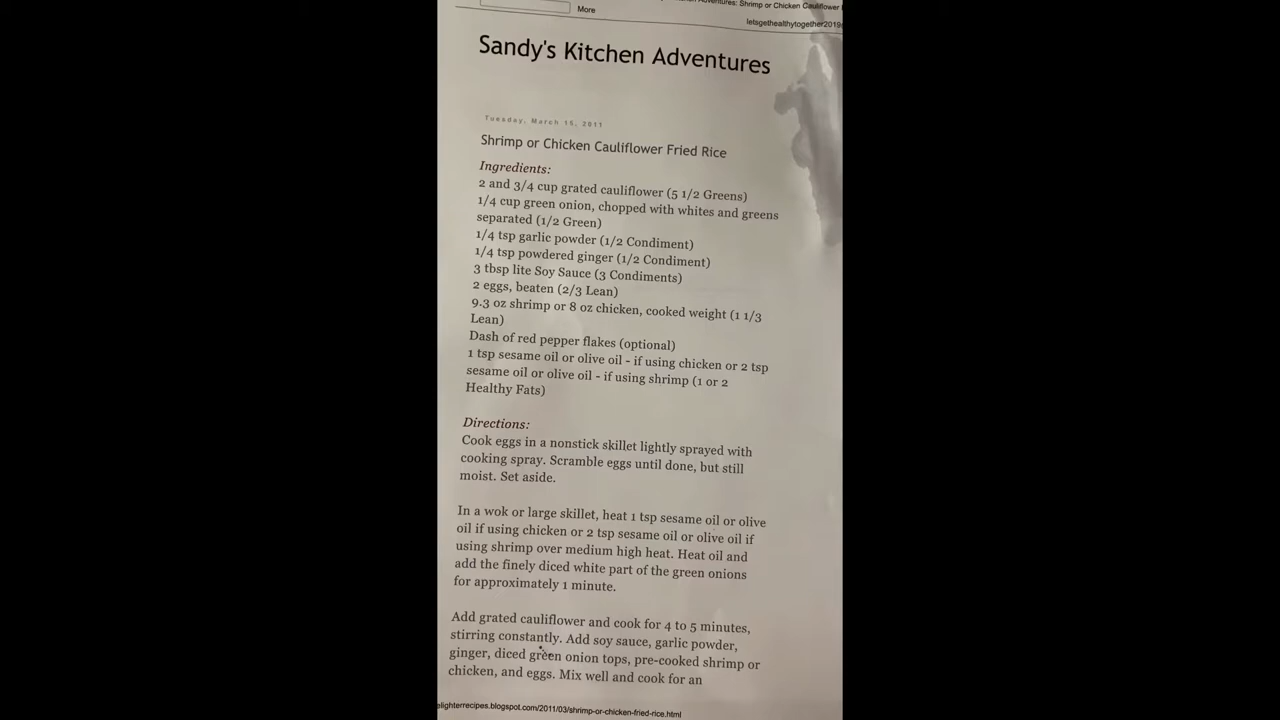 More
Adventures: Shrimp or Chicken Cauliflower
letsgethealthytogether2019
Sandy's Kitchen Adventures
Tuesday, March 15, 2011
Shrimp or Chicken Cauliflower Fried Rice
Ingredients:
2 and 3/4 cup grated cauliflower (5 1/2 Greens)
1/4 cup green onion, chopped with whites and greens
separated (1/2 Green)
1/4 tsp garlic powder (1/2 Condiment)
1/4 tsp powdered ginger (1/2 Condiment)
3 tbsp lite Soy Sauce (3 Condiments)
2 eggs, beaten (2/3 Lean)
9.3 oz shrimp or 8 oz chicken, cooked weight (1 1/3
Lean)
Dash of red pepper flakes (optional)
1 tsp sesame oil or olive oil - if using chicken or 2 tsp
sesame oil or olive oil - if using shrimp (1 or 2
Healthy Fats)
Directions:
Cook eggs in a nonstick skillet lightly sprayed with
cooking spray. Scramble eggs until done, but still
moist. Set aside.
In a wok or large skillet, heat 1 tsp sesame oil or olive
oil if using chicken or 2 tsp sesame oil or olive oil if
using shrimp over medium high heat. Heat oil and
add the finely diced white part of the green onions
for approximately 1 minute.
Add grated cauliflower and cook for 4 to 5 minutes,
stirring constantly. Add soy sauce, garlic powder,
ginger, diced green onion tops, pre-cooked shrimp or
chicken, and eggs. Mix well and cook for an
elighterrecipes.blogspot.com/2011/03/shrimp-or-chicken-fried-rice.html